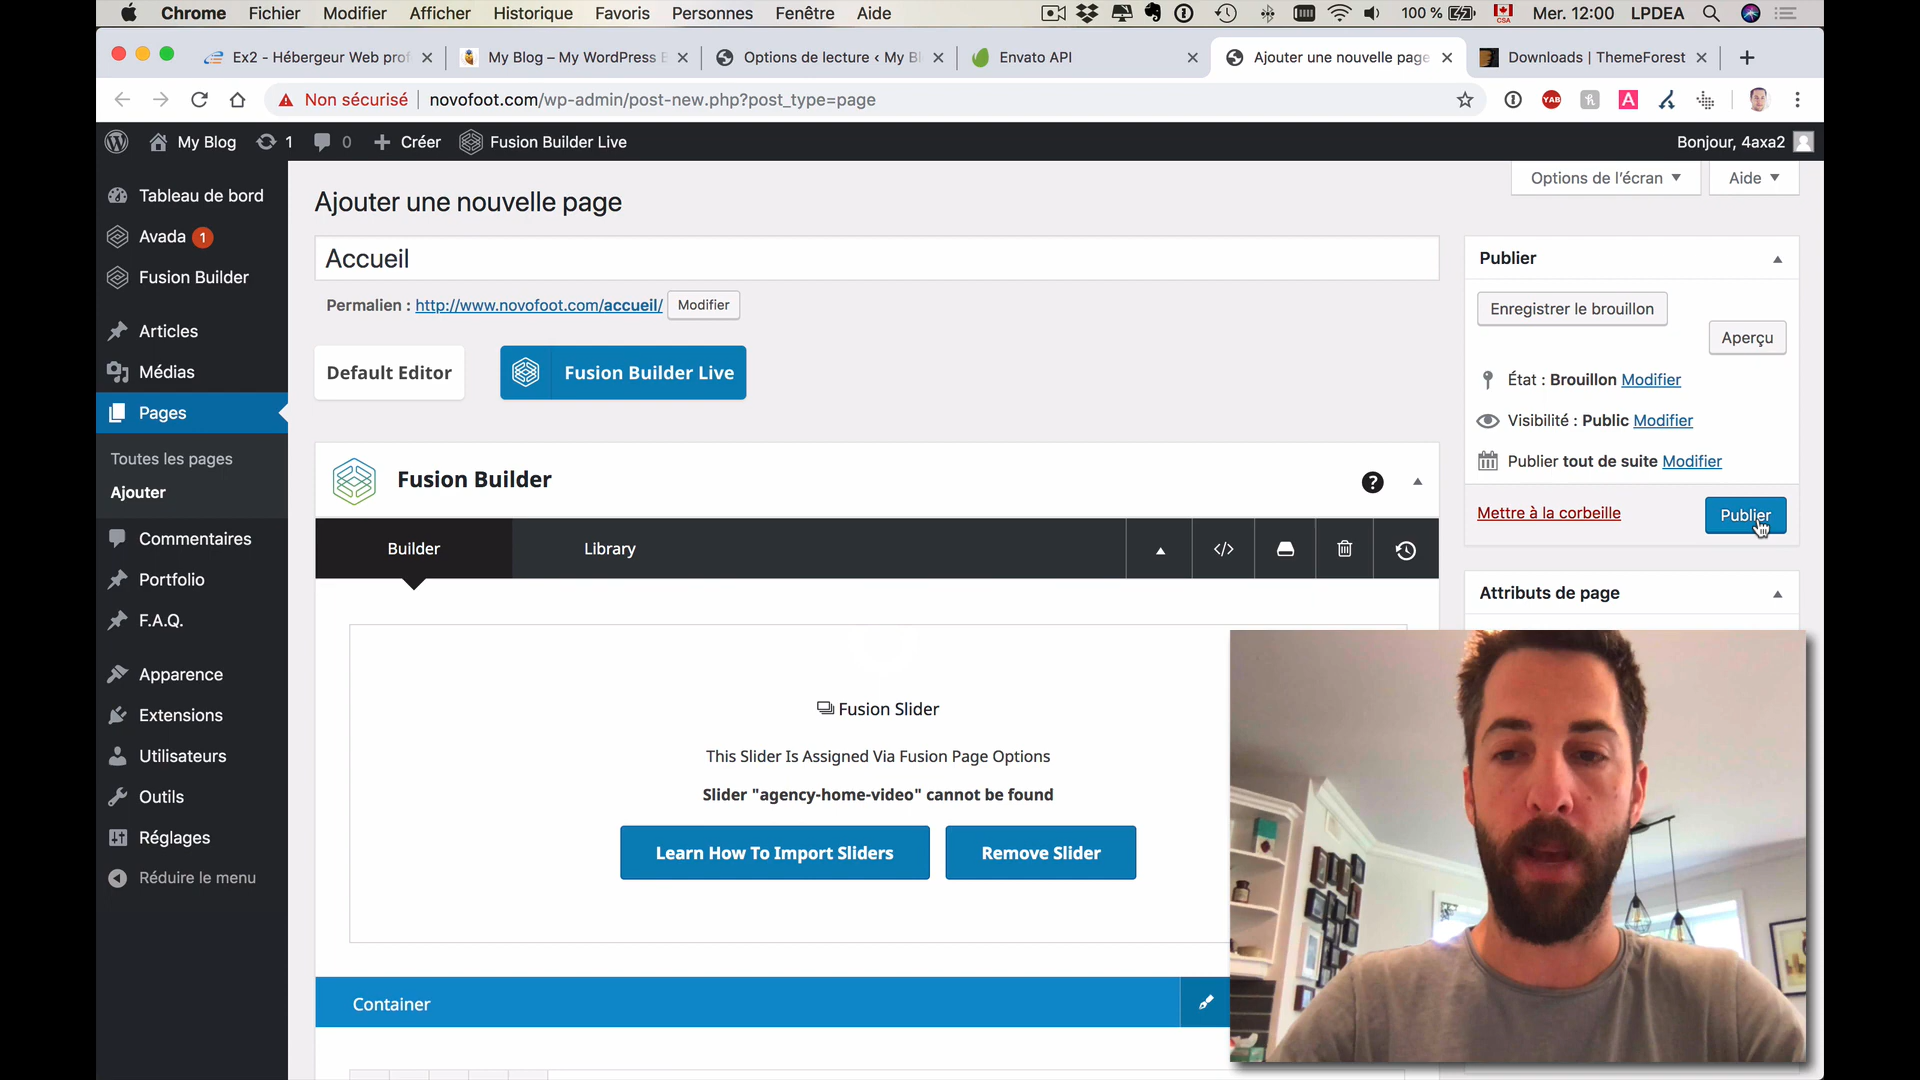 Chrome Fichier Modifier Afficher Historique Favoris Personnes Fenêtre Aide 100 % CSA Mer. 12:00 LPDEA
Ex2 - Hébergeur Web prof
My Blog – My WordPress B
Options de lecture ‹ My Bl
Envato API
Ajouter une nouvelle page
Downloads | ThemeForest
Non sécurisé novofoot.com/wp-admin/post-new.php?post_type=page YAB
My Blog 1 0 Créer Fusion Builder Live Bonjour, 4axa2
Tableau de bord
Avada 1
Fusion Builder
Articles
Médias
Pages
Toutes les pages
Ajouter
Commentaires
Portfolio
F.A.Q.
Apparence
Extensions
Utilisateurs
Outils
Réglages
Réduire le menu
Options de l'écran Aide
Ajouter une nouvelle page
Accueil
Permalien : http://www.novofoot.com/accueil/ Modifier
Default Editor Fusion Builder Live
Fusion Builder ?
Builder Library </>
Fusion Slider
This Slider Is Assigned Via Fusion Page Options
Slider "agency-home-video" cannot be found
Learn How To Import Sliders Remove Slider
Container
Publier
Enregistrer le brouillon
Aperçu
État : Brouillon Modifier
Visibilité : Public Modifier
Publier tout de suite Modifier
Mettre à la corbeille Publier
Attributs de page